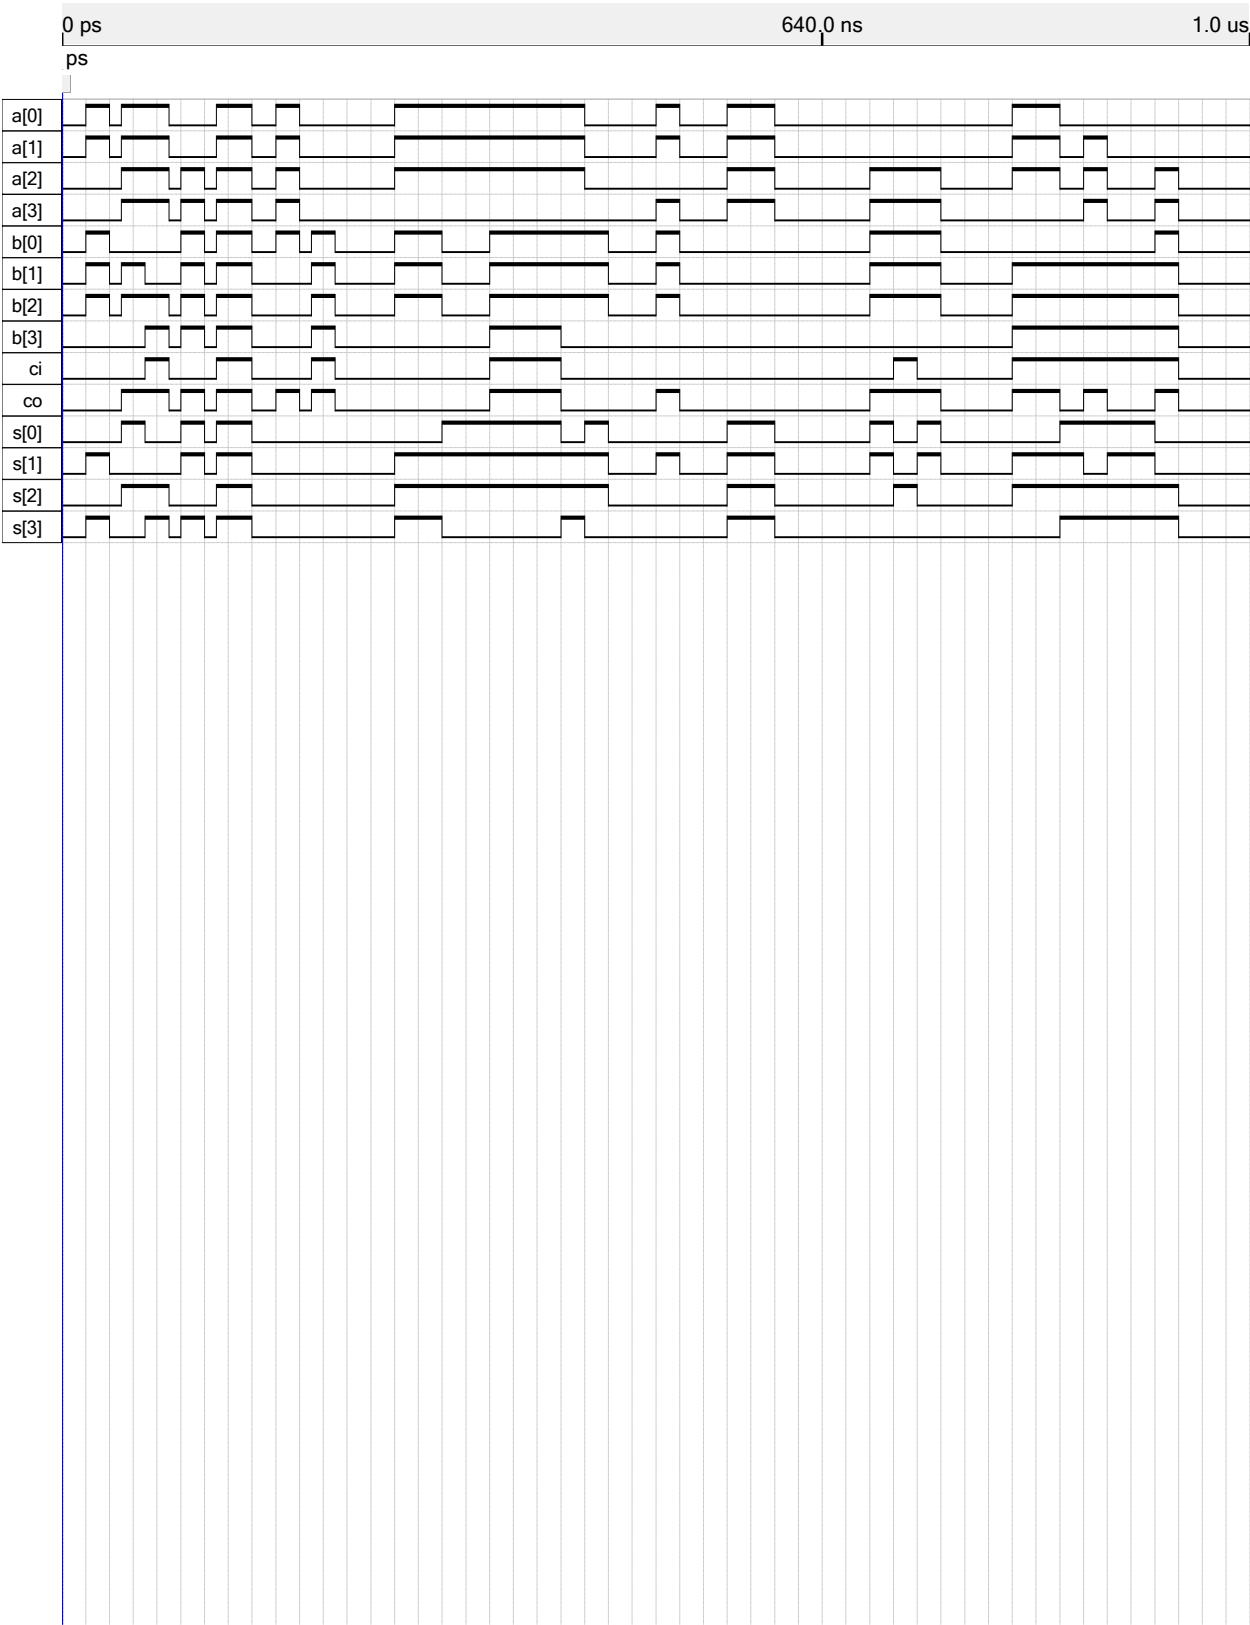 0 ps 640.0 ns 1.0 us
ps
a[0]
a[1]
a[2]
a[3]
b[0]
b[1]
b[2]
b[3]
ci
co
s[0]
s[1]
s[2]
s[3]